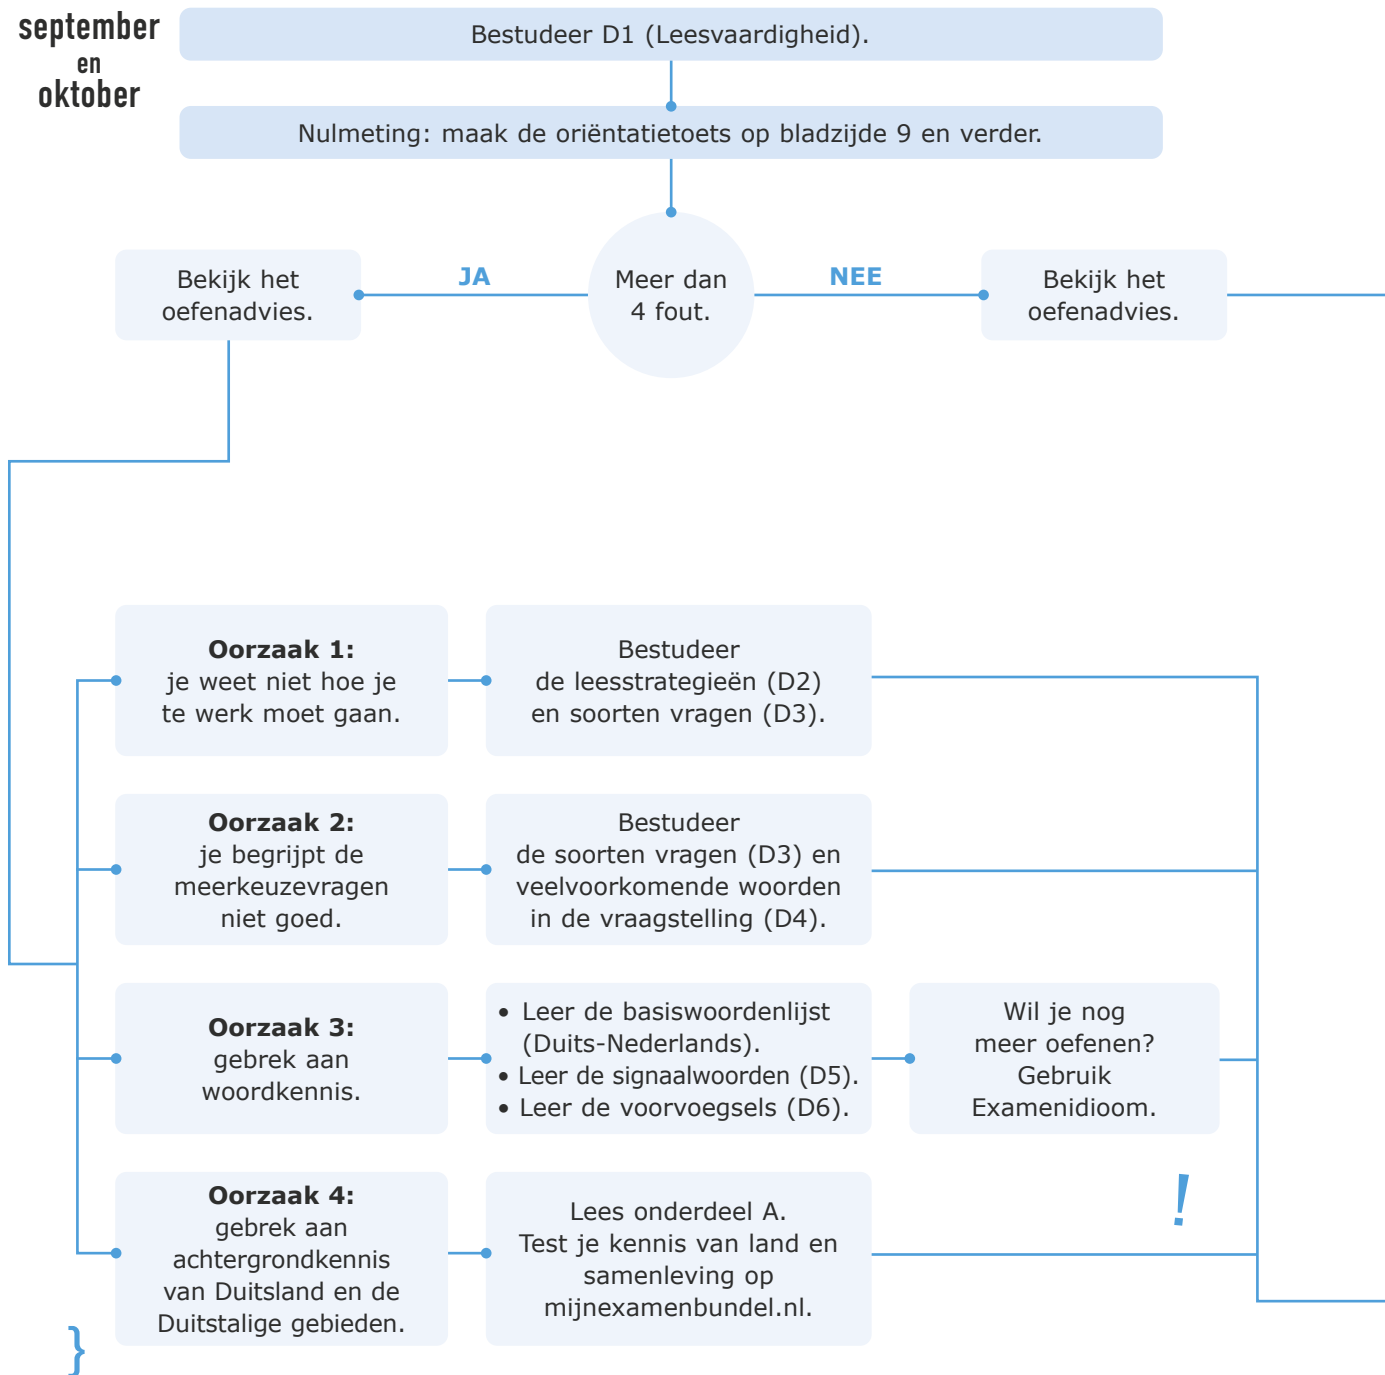 september
en
oktober
Bestudeer D1 (Leesvaardigheid).
Nulmeting: maak de oriëntatietoets op bladzijde 9 en verder.
Bekijk het
oefenadvies.
JA
Meer dan
4 fout.
NEE
Bekijk het
oefenadvies.
Oorzaak 1:
je weet niet hoe je
te werk moet gaan.
Bestudeer
de leesstrategieën (D2)
en soorten vragen (D3).
Oorzaak 2:
je begrijpt de
meerkeuzevragen
niet goed.
Bestudeer
de soorten vragen (D3) en
veelvoorkomende woorden
in de vraagstelling (D4).
Oorzaak 3:
gebrek aan
woordkennis.
• Leer de basiswoordenlijst
(Duits-Nederlands).
• Leer de signaalwoorden (D5).
• Leer de voorvoegsels (D6).
Wil je nog
meer oefenen?
Gebruik
Examenidioom.
Oorzaak 4:
gebrek aan
achtergrondkennis
van Duitsland en de
Duitstalige gebieden.
Lees onderdeel A.
Test je kennis van land en
samenleving op
mijnexamenbundel.nl.
!
}